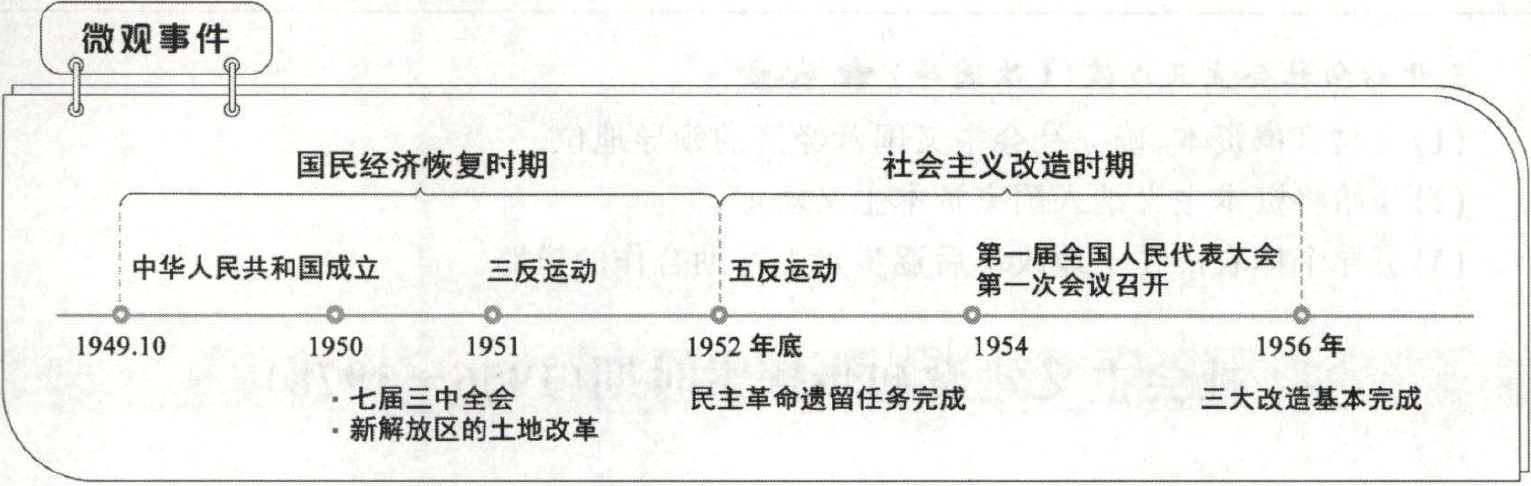 微观事件
国民经济恢复时期
社会主义改造时期
中华人民共和国成立
三反运动
五反运动
第一届全国人民代表大会
第一次会议召开
1949.10
1950
1951
1952 年底
1954
1956 年
· 七届三中全会
· 新解放区的土地改革
民主革命遗留任务完成
三大改造基本完成